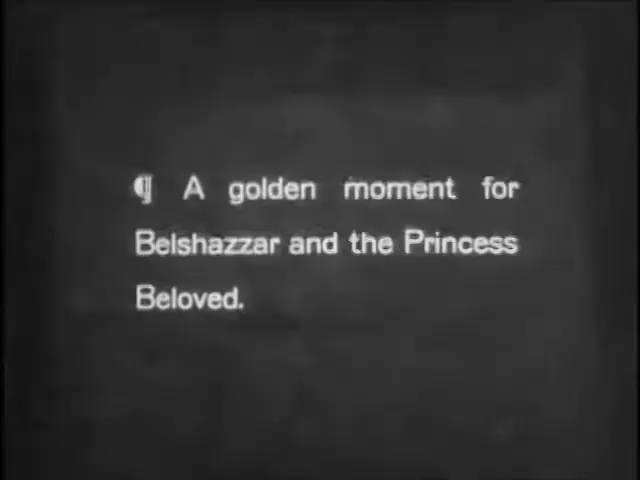 ¶ A golden moment for
Belshazzar and the Princess
Beloved.